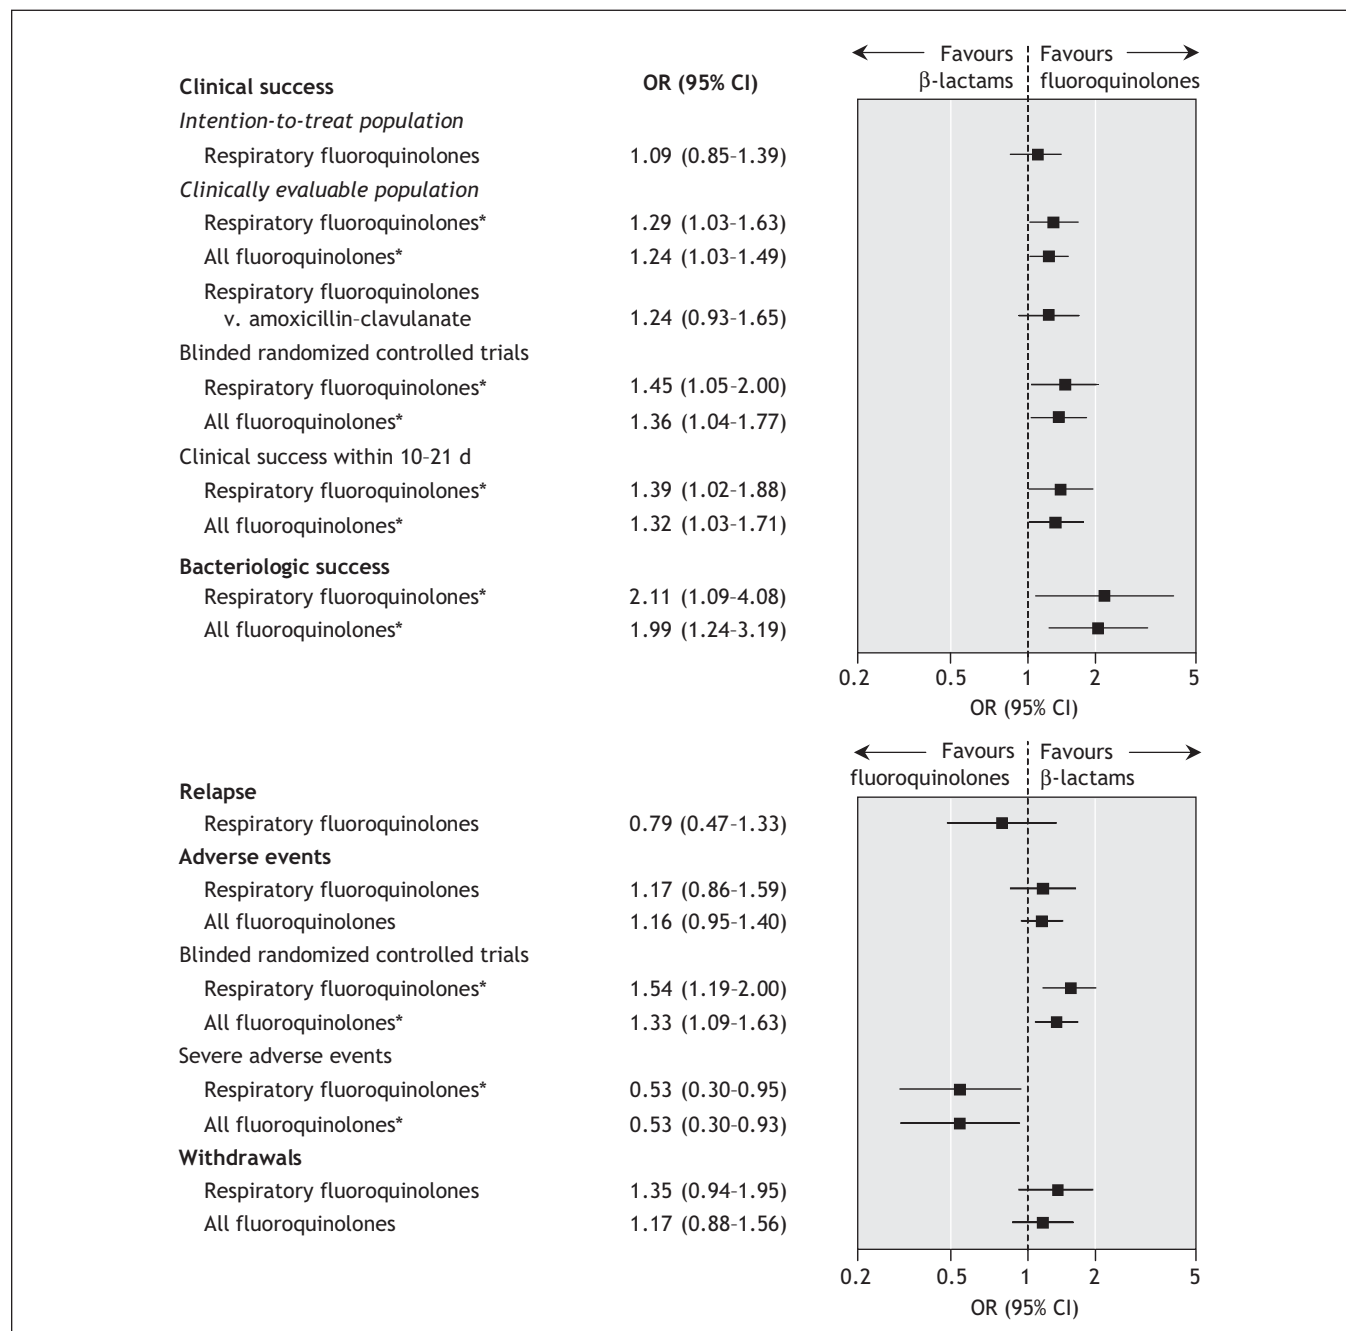 Favours Favours
Clinical success OR (95% CI) β-lactams fluoroquinolones
Intention-to-treat population
Respiratory fluoroquinolones 1.09 (0.85–1.39)
Clinically evaluable population
Respiratory fluoroquinolones* 1.29 (1.03–1.63)
All fluoroquinolones* 1.24 (1.03–1.49)
Respiratory fluoroquinolones
v. amoxicillin–clavulanate 1.24 (0.93–1.65)
Blinded randomized controlled trials
Respiratory fluoroquinolones* 1.45 (1.05–2.00)
All fluoroquinolones* 1.36 (1.04–1.77)
Clinical success within 10–21 d
Respiratory fluoroquinolones* 1.39 (1.02–1.88)
All fluoroquinolones* 1.32 (1.03–1.71)
Bacteriologic success
Respiratory fluoroquinolones* 2.11 (1.09–4.08)
All fluoroquinolones* 1.99 (1.24–3.19)
0.2 0.5 1 2 5
OR (95% CI)
Favours Favours
fluoroquinolones β-lactams
Relapse
Respiratory fluoroquinolones 0.79 (0.47–1.33)
Adverse events
Respiratory fluoroquinolones 1.17 (0.86–1.59)
All fluoroquinolones 1.16 (0.95–1.40)
Blinded randomized controlled trials
Respiratory fluoroquinolones* 1.54 (1.19–2.00)
All fluoroquinolones* 1.33 (1.09–1.63)
Severe adverse events
Respiratory fluoroquinolones* 0.53 (0.30–0.95)
All fluoroquinolones* 0.53 (0.30–0.93)
Withdrawals
Respiratory fluoroquinolones 1.35 (0.94–1.95)
All fluoroquinolones 1.17 (0.88–1.56)
0.2 0.5 1 2 5
OR (95% CI)